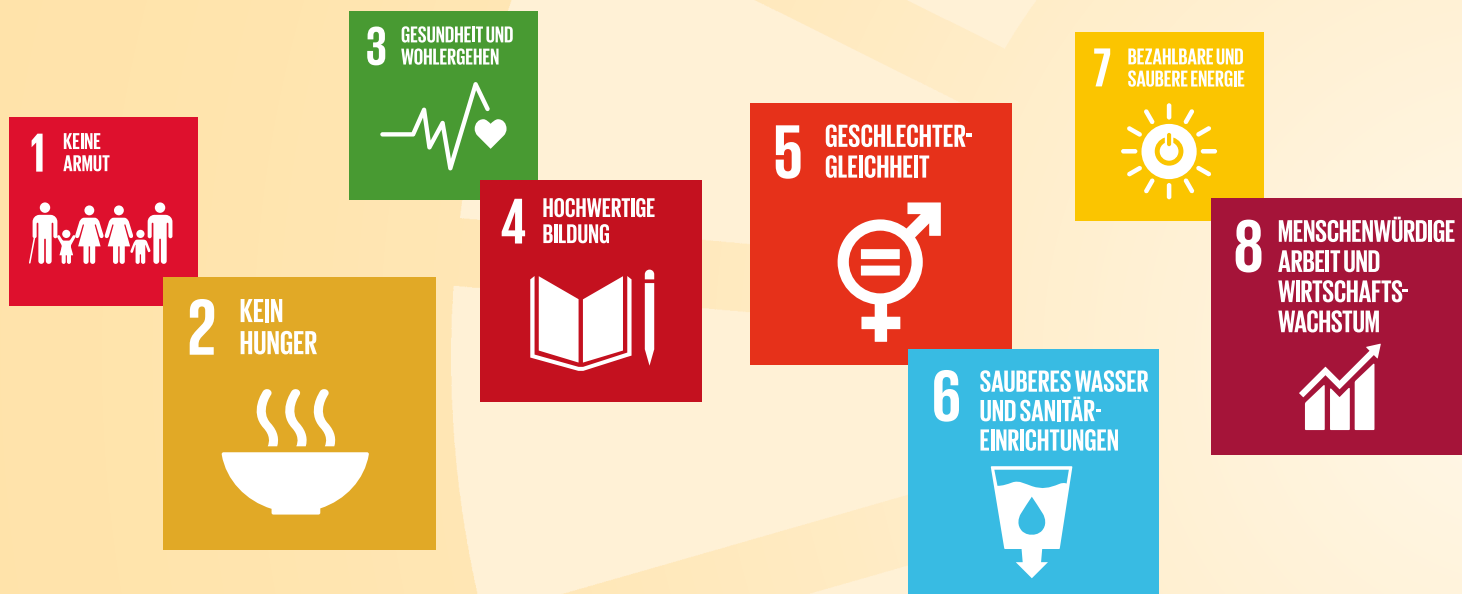 1 KEINE
ARMUT
2 KEIN
HUNGER
3 GESUNDHEIT UND
WOHLERGEHEN
4 HOCHWERTIGE
BILDUNG
5 GESCHLECHTER-
GLEICHHEIT
6 SAUBERES WASSER
UND SANITÄR-
EINRICHTUNGEN
7 BEZAHLBARE UND
SAUBERE ENERGIE
8 MENSCHENWÜRDIGE
ARBEIT UND
WIRTSCHAFTS-
WACHSTUM